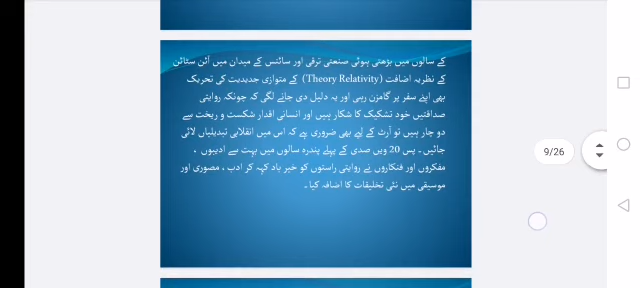 کے سالوں میں بڑھتی ہوئی صنعتی ترقی اور سائنس کے میدان میں آئن سٹائن
کے نظریہ اضافت (Theory Relativity) کے متوازی جدیدیت کی تحریک
بھی اپنے سفر پر گامزن رہی اور یہ دلیل دی جانے لگی کہ چونکہ روایتی
صداقتیں خود تشکیک کا شکار ہیں اور انسانی اقدار شکست و ریخت سے
دو چار ہیں تو آرٹ کے لیے بھی ضروری ہے کہ اس میں انقلابی تبدیلیاں لائی
جائیں۔ پس 20 ویں صدی کے پہلے پندرہ سالوں میں بہت سے ادیبوں ،
مفکروں اور فنکاروں نے روایتی راستوں کو خیر باد کہہ کر ادب ، مصوری اور
موسیقی میں نئی تخلیقات کا اضافہ کیا ۔
9/26